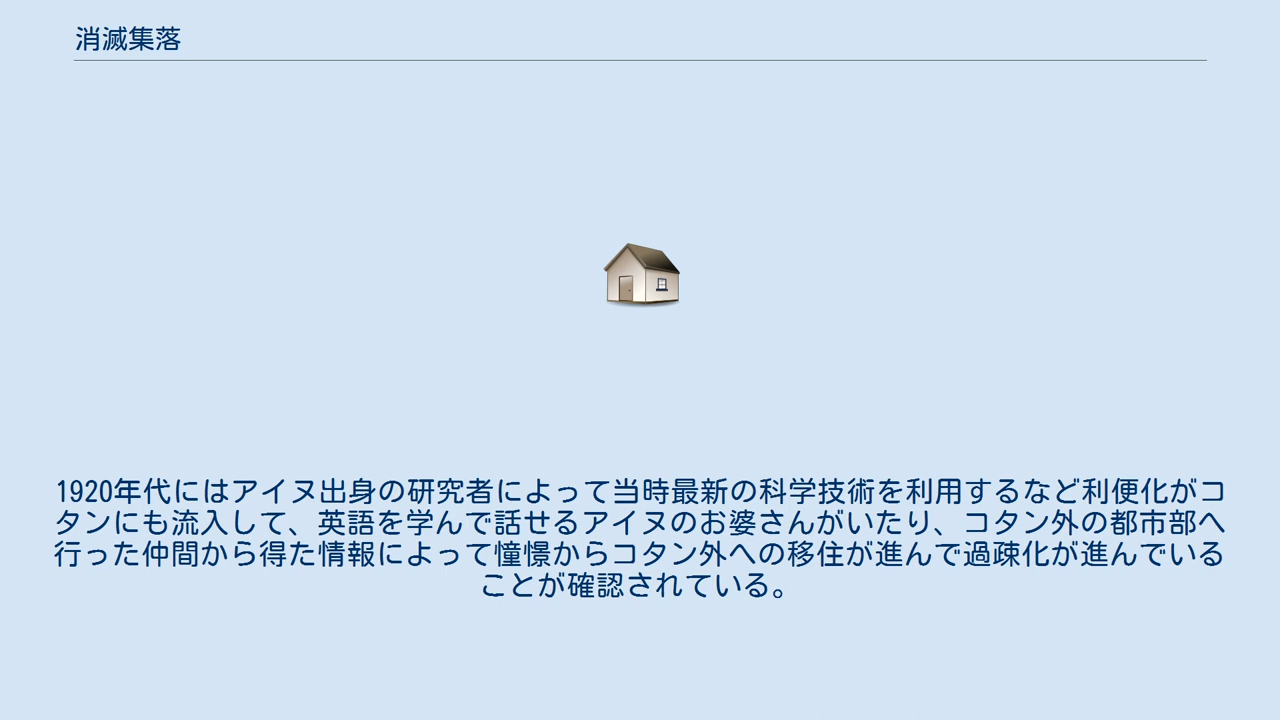 消滅集落
1920年代にはアイヌ出身の研究者によって当時最新の科学技術を利用するなど利便化がコ
タンにも流入して、英語を学んで話せるアイヌのお婆さんがいたり、コタン外の都市部へ
行った仲間から得た情報によって憧憬からコタン外への移住が進んで過疎化が進んでいる
ことが確認されている。